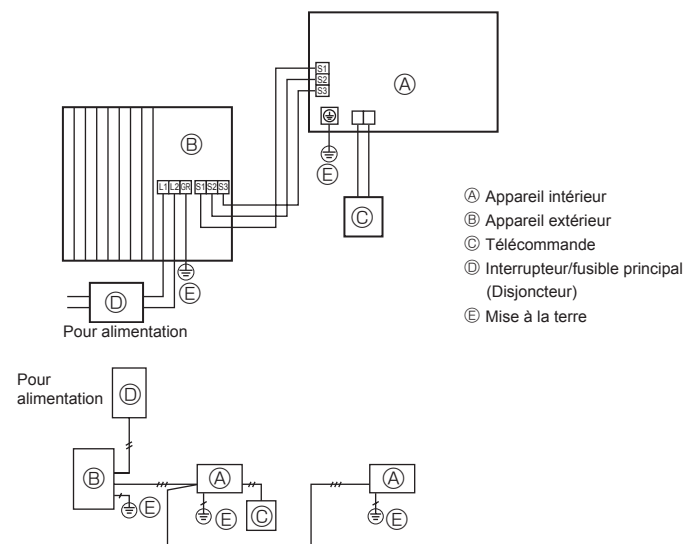 S1
S2
S3
Ⓐ
Ⓑ
L1 L2 GR S1 S2 S3
Ⓔ
Ⓒ
Ⓔ
Ⓓ
Pour alimentation
Ⓐ Appareil intérieur
Ⓑ Appareil extérieur
Ⓒ Télécommande
Ⓓ Interrupteur/fusible principal
(Disjoncteur)
Ⓔ Mise à la terre
Pour
alimentation
Ⓓ
Ⓑ
Ⓔ
Ⓐ
Ⓔ
Ⓒ
Ⓐ
Ⓔ